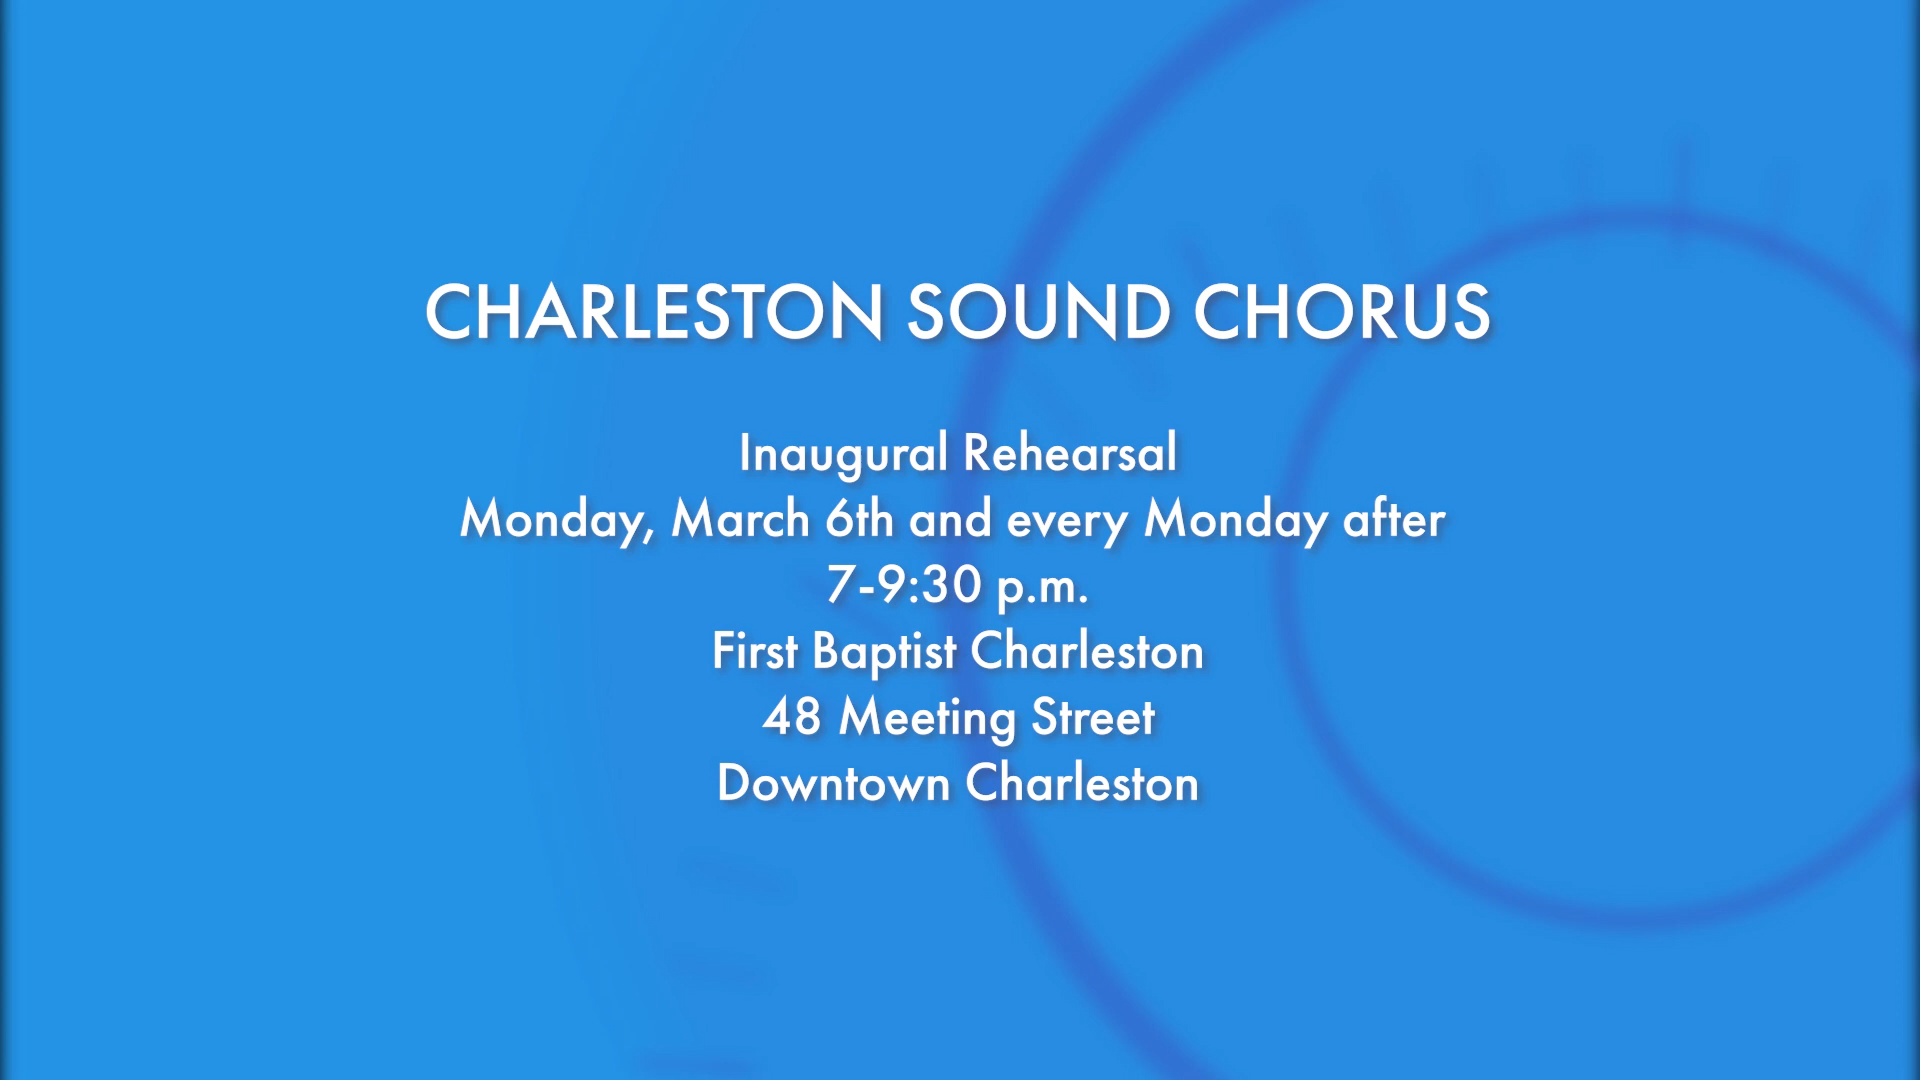 CHARLESTON SOUND CHORUS
Inaugural Rehearsal
Monday, March 6th and every Monday after
7-9:30 p.m.
First Baptist Charleston
48 Meeting Street
Downtown Charleston